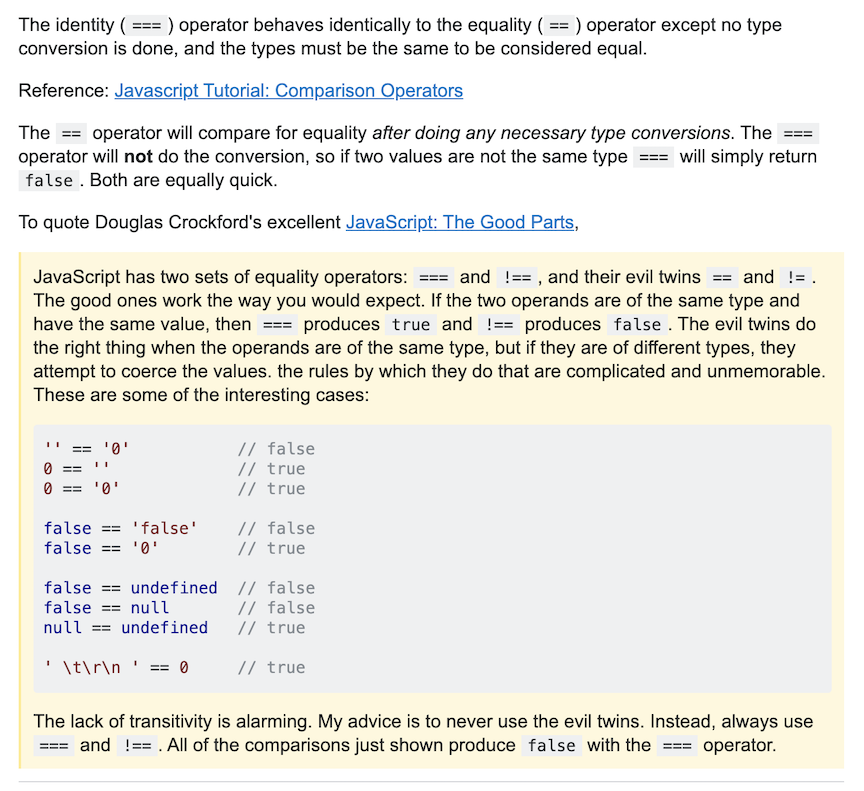 The identity ( === ) operator behaves identically to the equality ( == ) operator except no type
conversion is done, and the types must be the same to be considered equal.
Reference: Javascript Tutorial: Comparison Operators
The == operator will compare for equality after doing any necessary type conversions. The ===
operator will not do the conversion, so if two values are not the same type === will simply return
false . Both are equally quick.
To quote Douglas Crockford's excellent JavaScript: The Good Parts,
JavaScript has two sets of equality operators: === and !== , and their evil twins == and != .
The good ones work the way you would expect. If the two operands are of the same type and
have the same value, then === produces true and !== produces false . The evil twins do
the right thing when the operands are of the same type, but if they are of different types, they
attempt to coerce the values. the rules by which they do that are complicated and unmemorable.
These are some of the interesting cases:
'' == '0'           // false
0 == ''             // true
0 == '0'            // true
false == 'false'    // false
false == '0'        // true
false == undefined  // false
false == null       // false
null == undefined   // true
' \t\r\n ' == 0     // true
The lack of transitivity is alarming. My advice is to never use the evil twins. Instead, always use
=== and !== . All of the comparisons just shown produce false with the === operator.